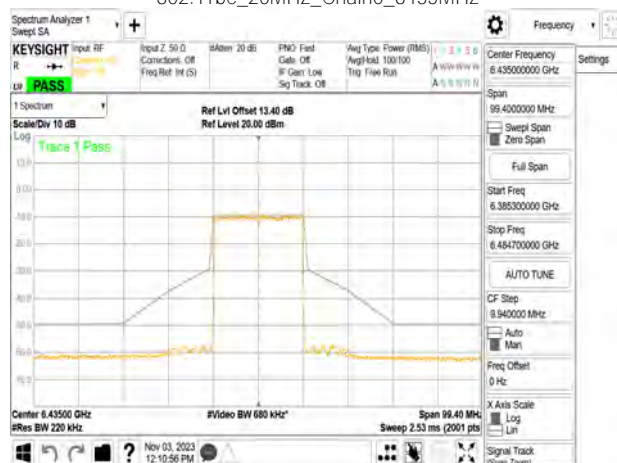 802.11be_20MHz_Chain0_6435MHz
Spectrum Analyzer 1
Swept SA
Frequency
KEYSIGHT
Input: RF
Input Z: 50 Ω
#Atten: 20 dB
PNO: Fast
Avg Type: Power (RMS)
R
Corrections: Off
Gate: Off
Avg|Hold: 100/100
Freq Ref: Int (S)
IF Gain: Low
Trig: Free Run
Sig Track: Off
PASS
1 Spectrum
Scale/Div 10 dB
Ref Lvl Offset 13.40 dB
Ref Level 20.00 dBm
Log
Trace 1 Pass
Center 6.43500 GHz
#Res BW 220 kHz
#Video BW 680 kHz*
Span 99.40 MHz
Sweep 2.53 ms (2001 pts
Nov 03, 2023
12:10:56 PM
Center Frequency
6.435000000 GHz
Settings
Span
99.4000000 MHz
Swept Span
Zero Span
Full Span
Start Freq
6.385300000 GHz
Stop Freq
6.484700000 GHz
AUTO TUNE
CF Step
9.940000 MHz
Auto
Man
Freq Offset
0 Hz
X Axis Scale
Log
Lin
Signal Track
(Span Zoom)